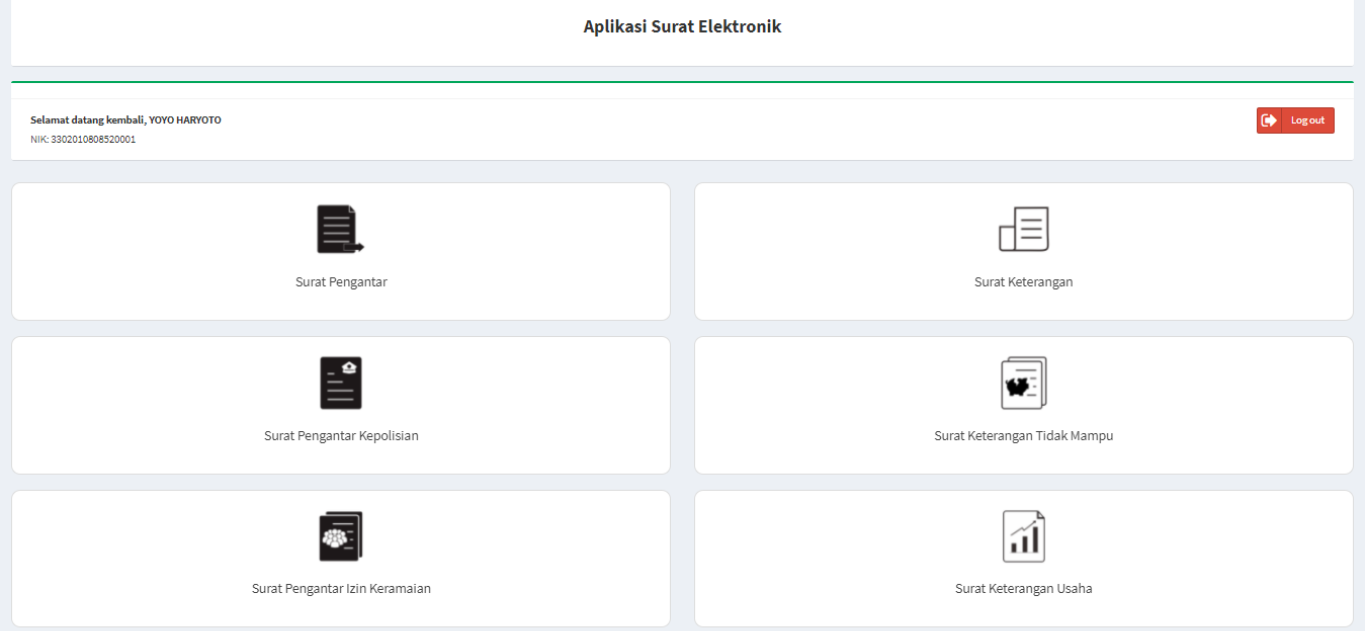 Aplikasi Surat Elektronik
Selamat datang kembali, YOYO HARYOTO
Log out
NIK: 3302010808520001
Surat Pengantar
Surat Keterangan
Surat Pengantar Kepolisian
Surat Keterangan Tidak Mampu
Surat Pengantar Izin Keramaian
Surat Keterangan Usaha